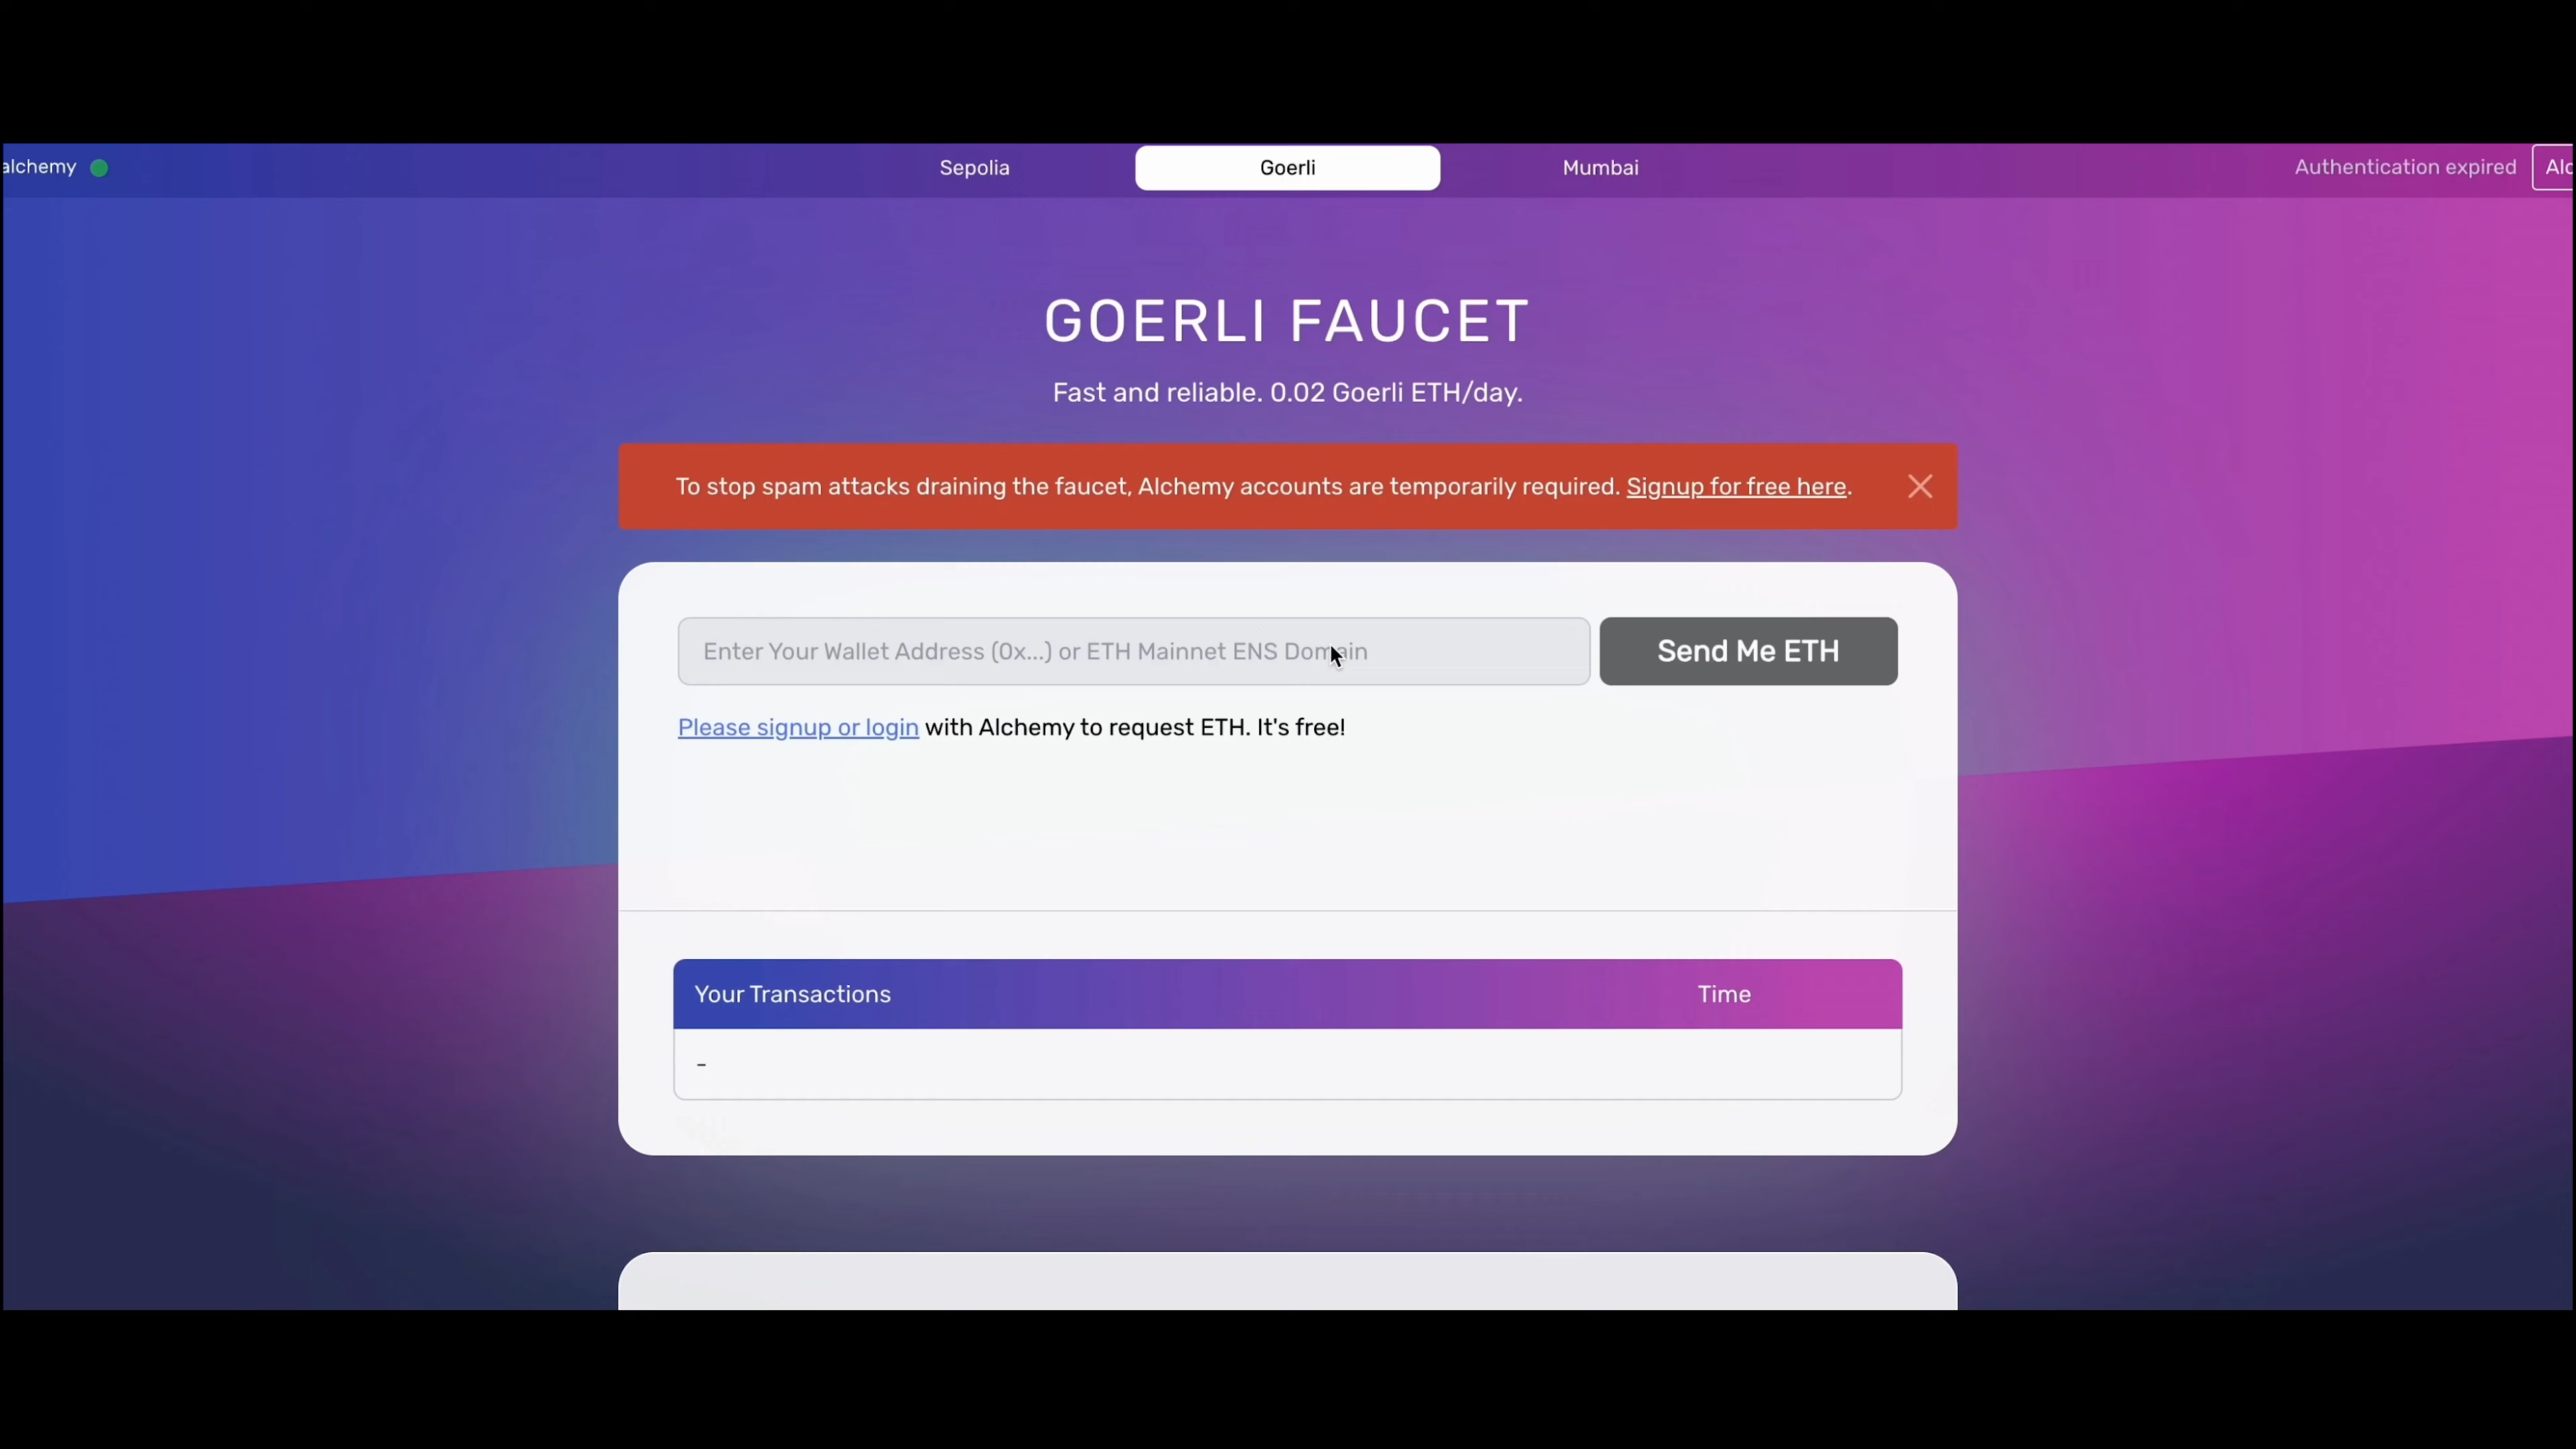 alchemy
Sepolia
Goerli
Mumbai
Authentication expired
Alc
GOERLI FAUCET
Fast and reliable. 0.02 Goerli ETH/day.
To stop spam attacks draining the faucet, Alchemy accounts are temporarily required. Signup for free here.
Enter Your Wallet Address (0x...) or ETH Mainnet ENS Domain
Send Me ETH
Please signup or login with Alchemy to request ETH. It's free!
Your Transactions
Time
-